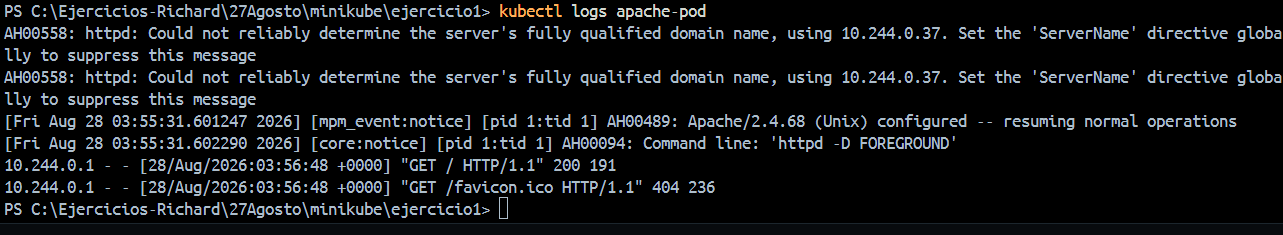 PS C:\Ejercicios-Richard\27Agosto\minikube\ejercicio1> kubectl logs apache-pod
AH00558: httpd: Could not reliably determine the server's fully qualified domain name, using 10.244.0.37. Set the 'ServerName' directive globa
lly to suppress this message
AH00558: httpd: Could not reliably determine the server's fully qualified domain name, using 10.244.0.37. Set the 'ServerName' directive globa
lly to suppress this message
[Fri Aug 28 03:55:31.601247 2026] [mpm_event:notice] [pid 1:tid 1] AH00489: Apache/2.4.68 (Unix) configured -- resuming normal operations
[Fri Aug 28 03:55:31.602290 2026] [core:notice] [pid 1:tid 1] AH00094: Command line: 'httpd -D FOREGROUND'
10.244.0.1 - - [28/Aug/2026:03:56:48 +0000] "GET / HTTP/1.1" 200 191
10.244.0.1 - - [28/Aug/2026:03:56:48 +0000] "GET /favicon.ico HTTP/1.1" 404 236
PS C:\Ejercicios-Richard\27Agosto\minikube\ejercicio1>